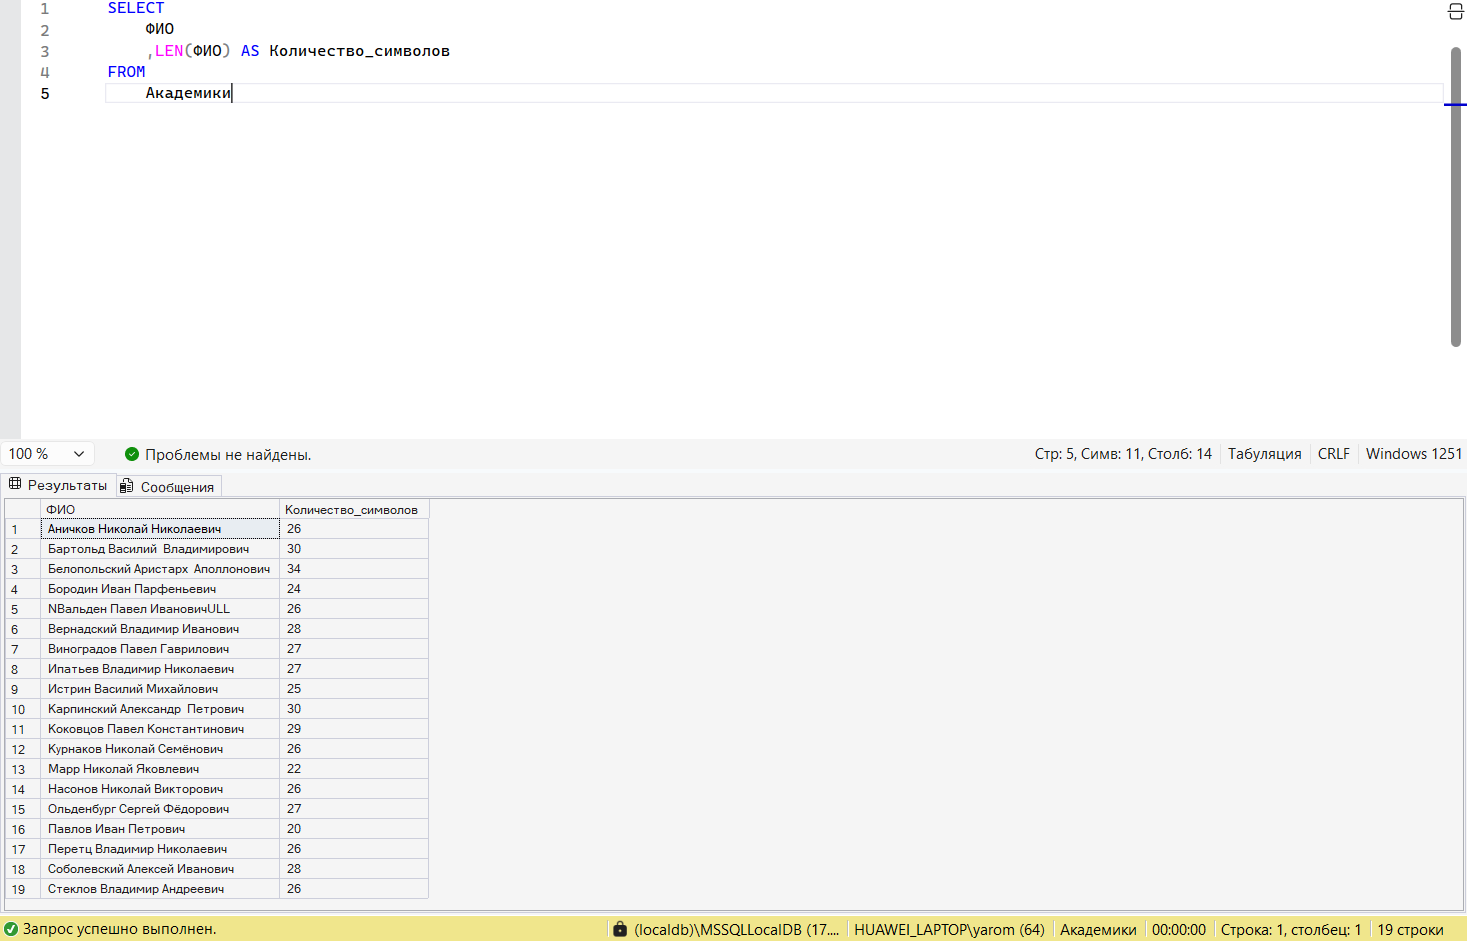 1 SELECT
2 ФИО
3 ,LEN(ФИО) AS Количество_символов
4 FROM
5 Академики
100 % Проблемы не найдены. Стр: 5, Симв: 11, Столб: 14 Табуляция CRLF Windows 1251
Результаты Сообщения
ФИО Количество_символов
1 Аничков Николай Николаевич 26
2 Бартольд Василий  Владимирович 30
3 Белопольский Аристарх  Аполлонович 34
4 Бородин Иван Парфеньевич 24
5 NВальден Павел ИвановичULL 26
6 Вернадский Владимир Иванович 28
7 Виноградов Павел Гаврилович 27
8 Ипатьев Владимир Николаевич 27
9 Истрин Василий Михайлович 25
10 Карпинский Александр  Петрович 30
11 Коковцов Павел Константинович 29
12 Курнаков Николай Семёнович 26
13 Марр Николай Яковлевич 22
14 Насонов Николай Викторович 26
15 Ольденбург Сергей Фёдорович 27
16 Павлов Иван Петрович 20
17 Перетц Владимир Николаевич 26
18 Соболевский Алексей Иванович 28
19 Стеклов Владимир Андреевич 26
Запрос успешно выполнен. (localdb)\MSSQLLocalDB (17.... HUAWEI_LAPTOP\yarom (64) Академики 00:00:00 Строка: 1, столбец: 1 19 строки